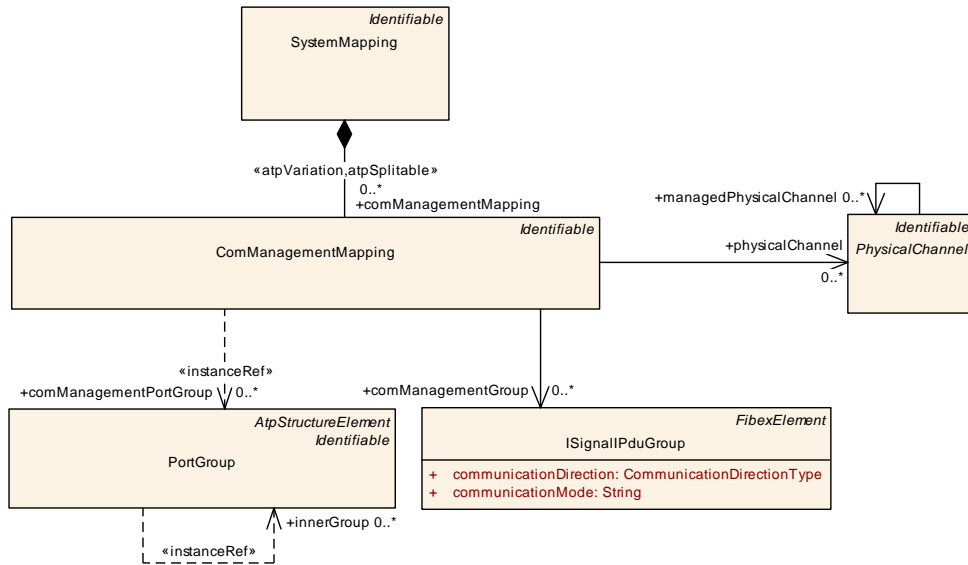 Identifiable
SystemMapping
«atpVariation,atpSplitable»
0..*
+comManagementMapping
+managedPhysicalChannel 0..*
Identifiable
ComManagementMapping
Identifiable
PhysicalChannel
+physicalChannel
0..*
«instanceRef»
+comManagementPortGroup 0..*
+comManagementGroup 0..*
AtpStructureElement
Identifiable
PortGroup
FibexElement
ISignalIPduGroup
+ communicationDirection: CommunicationDirectionType
+ communicationMode: String
+innerGroup 0..*
«instanceRef»